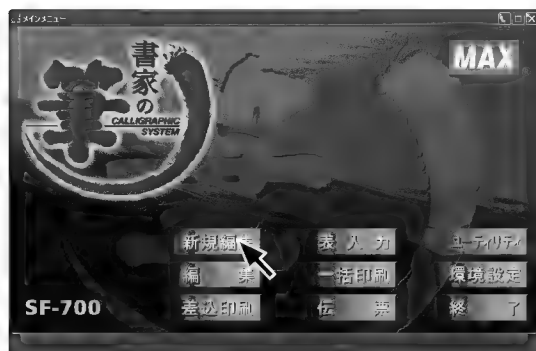 メインメニュー
MAX
書家の
筆
CALLIGRAPHIC
SYSTEM
新規編集 表入力 ユーティリティ
編集 一括印刷 環境設定
SF-700 差込印刷 伝票 終了